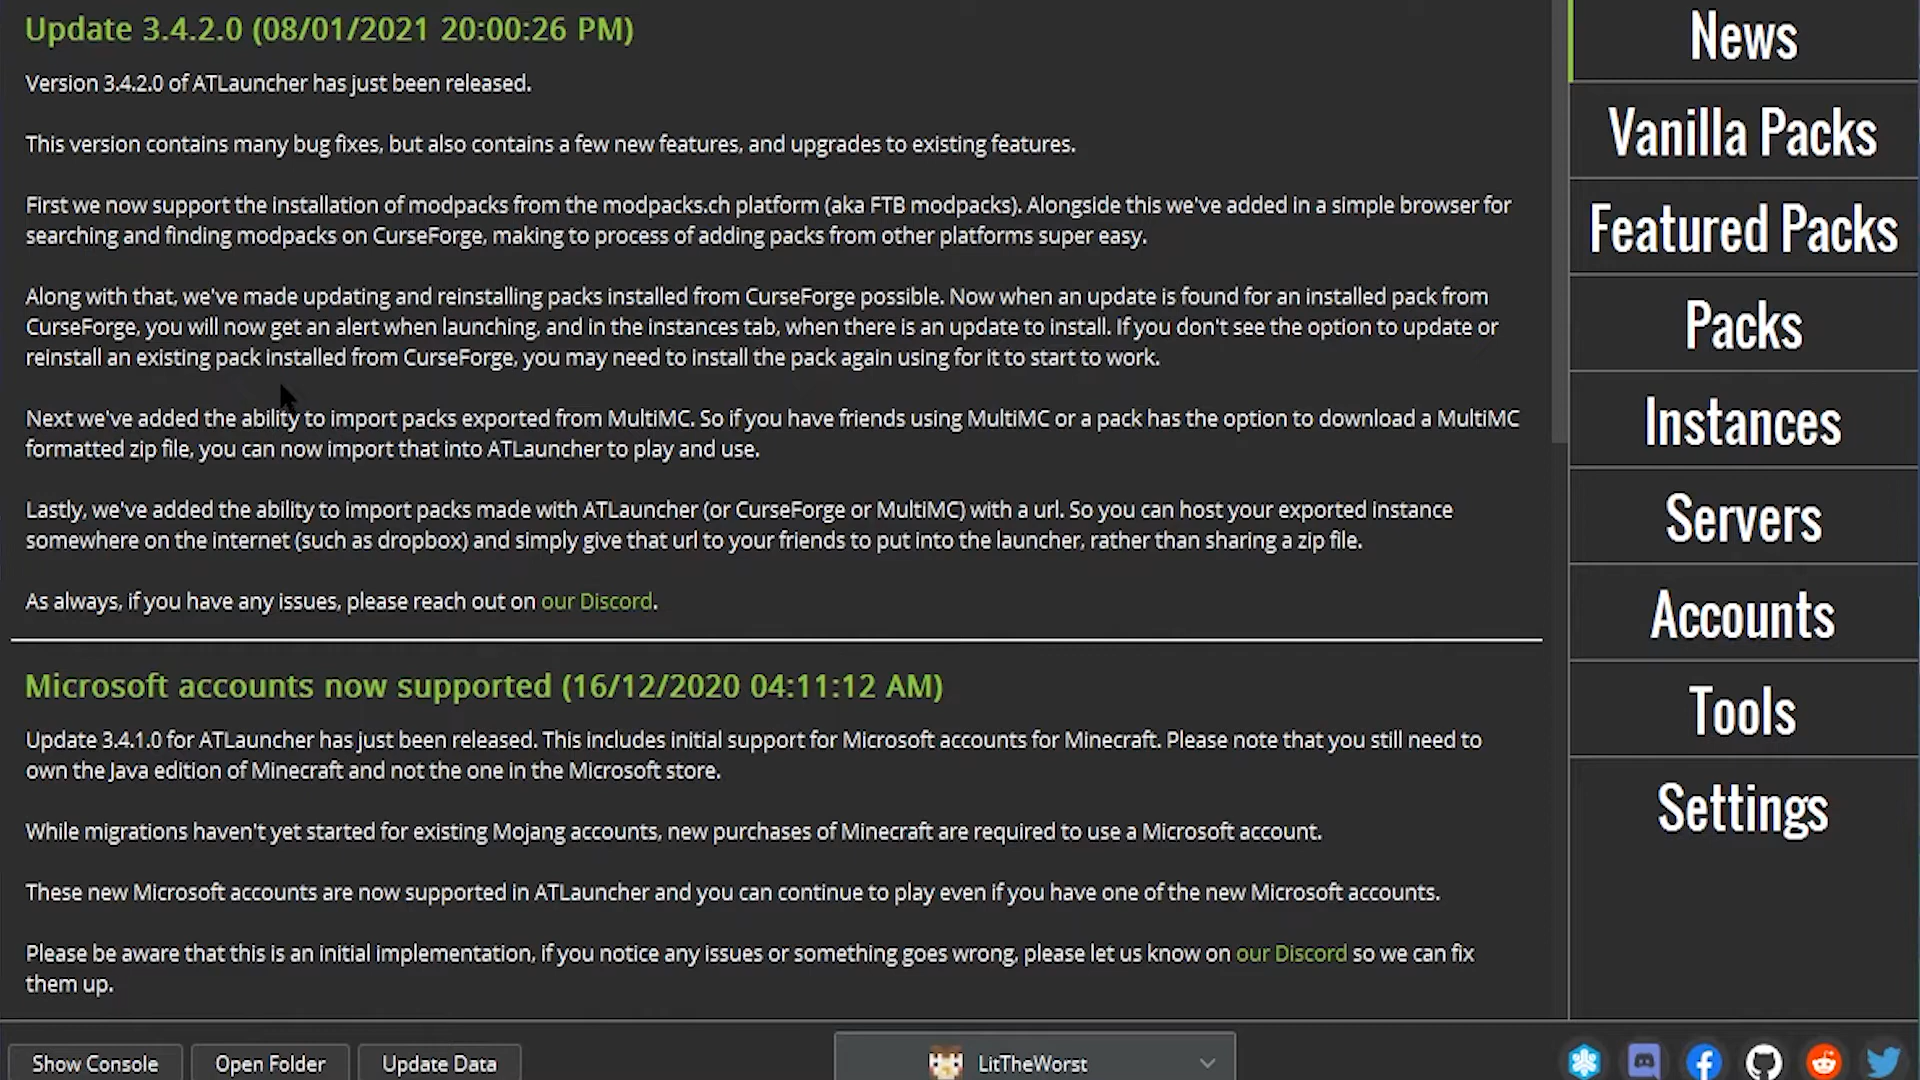 Update 3.4.2.0 (08/01/2021 20:00:26 PM)
Version 3.4.2.0 of ATLauncher has just been released.
This version contains many bug fixes, but also contains a few new features, and upgrades to existing features.
First we now support the installation of modpacks from the modpacks.ch platform (aka FTB modpacks). Alongside this we've added in a simple browser for
searching and finding modpacks on CurseForge, making to process of adding packs from other platforms super easy.
Along with that, we've made updating and reinstalling packs installed from CurseForge possible. Now when an update is found for an installed pack from
CurseForge, you will now get an alert when launching, and in the instances tab, when there is an update to install. If you don't see the option to update or
reinstall an existing pack installed from CurseForge, you may need to install the pack again using for it to start to work.
Next we've added the ability to import packs exported from MultiMC. So if you have friends using MultiMC or a pack has the option to download a MultiMC
formatted zip file, you can now import that into ATLauncher to play and use.
Lastly, we've added the ability to import packs made with ATLauncher (or CurseForge or MultiMC) with a url. So you can host your exported instance
somewhere on the internet (such as dropbox) and simply give that url to your friends to put into the launcher, rather than sharing a zip file.
As always, if you have any issues, please reach out on our Discord.
Microsoft accounts now supported (16/12/2020 04:11:12 AM)
Update 3.4.1.0 for ATLauncher has just been released. This includes initial support for Microsoft accounts for Minecraft. Please note that you still need to
own the Java edition of Minecraft and not the one in the Microsoft store.
While migrations haven't yet started for existing Mojang accounts, new purchases of Minecraft are required to use a Microsoft account.
These new Microsoft accounts are now supported in ATLauncher and you can continue to play even if you have one of the new Microsoft accounts.
Please be aware that this is an initial implementation, if you notice any issues or something goes wrong, please let us know on our Discord so we can fix
them up.
News
Vanilla Packs
Featured Packs
Packs
Instances
Servers
Accounts
Tools
Settings
Show Console
Open Folder
Update Data
LitTheWorst